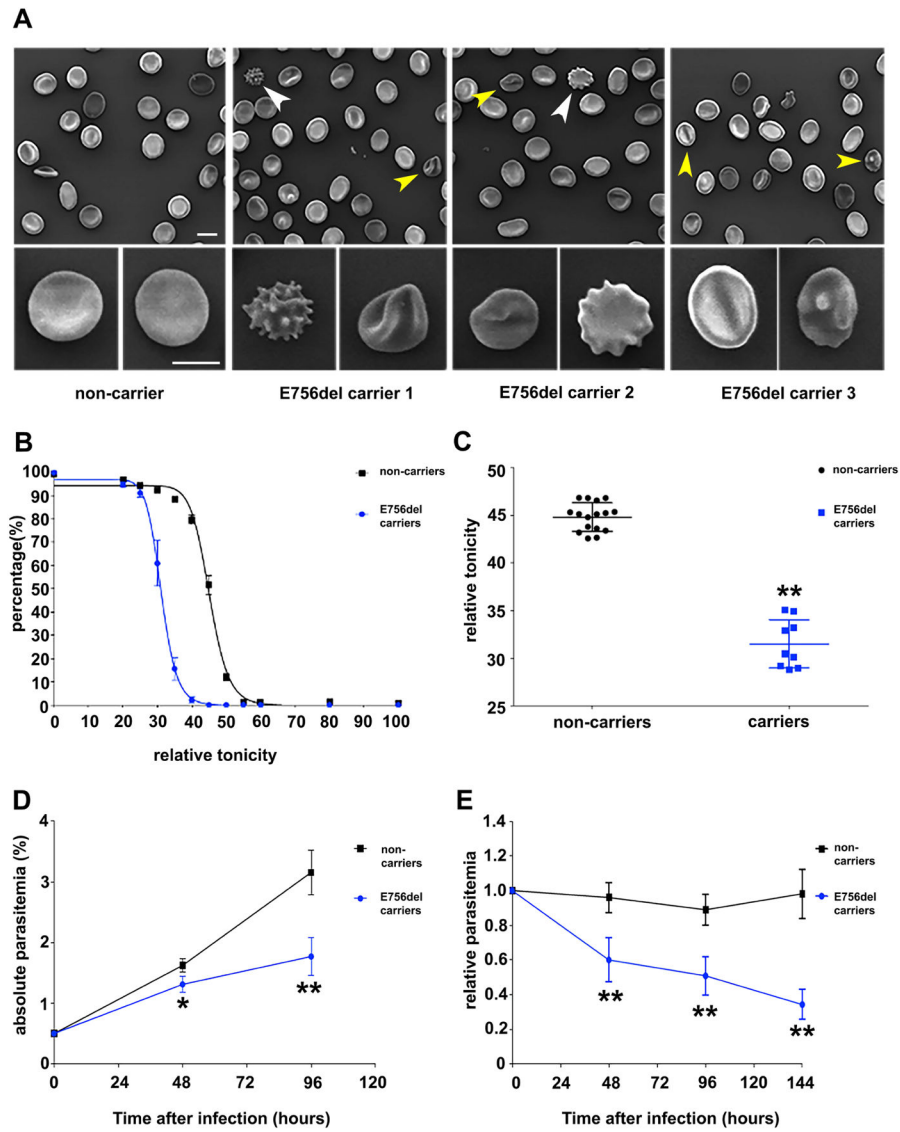 A
non-carrier
E756del carrier 1
E756del carrier 2
E756del carrier 3
B
percentage(%)
100
90
80
70
60
50
40
30
20
10
0
0 10 20 30 40 50 60 70 80 90 100
relative tonicity
non-carriers
E756del
carriers
C
relative tonicity
50
45
40
35
30
25
**
non-carriers
carriers
non-carriers
E756del
carriers
D
absolute parasitemia (%)
4
3
2
1
0
0 24 48 72 96 120
*
**
Time after infection (hours)
non-
carriers
E756del
carriers
E
relative parasitemia
1.4
1.2
1.0
0.8
0.6
0.4
0.2
0
0 24 48 72 96 120 144
**
**
**
Time after infection (hours)
non-
carriers
E756del
carriers